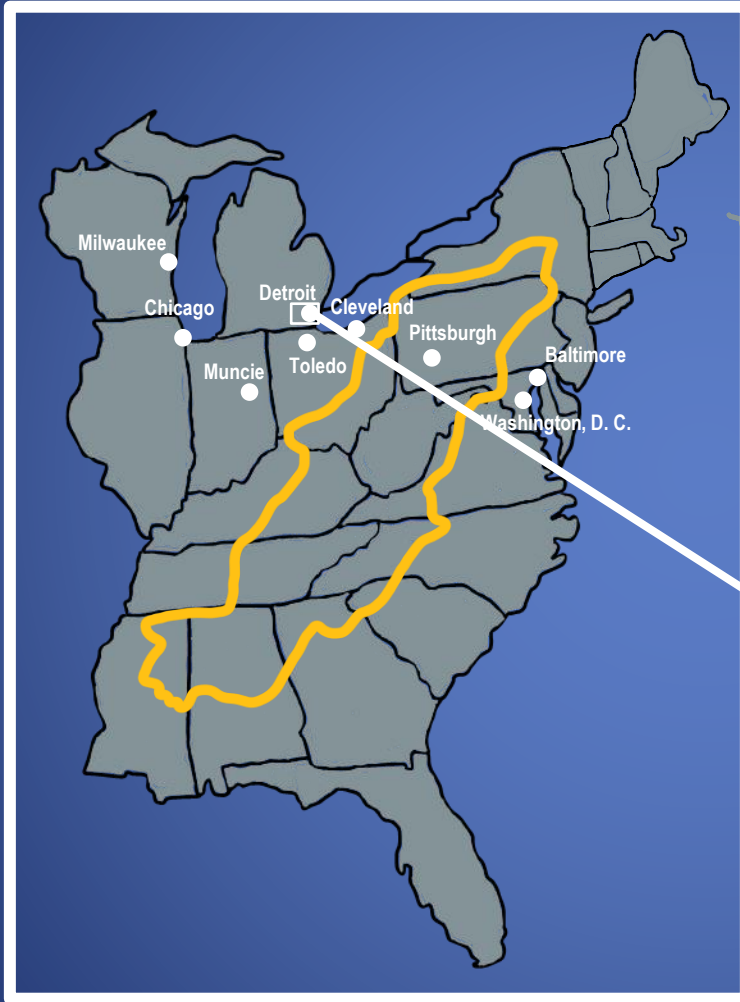 Milwaukee
Chicago
Detroit
Cleveland
Pittsburgh
Muncie
Toledo
Baltimore
Washington, D. C.